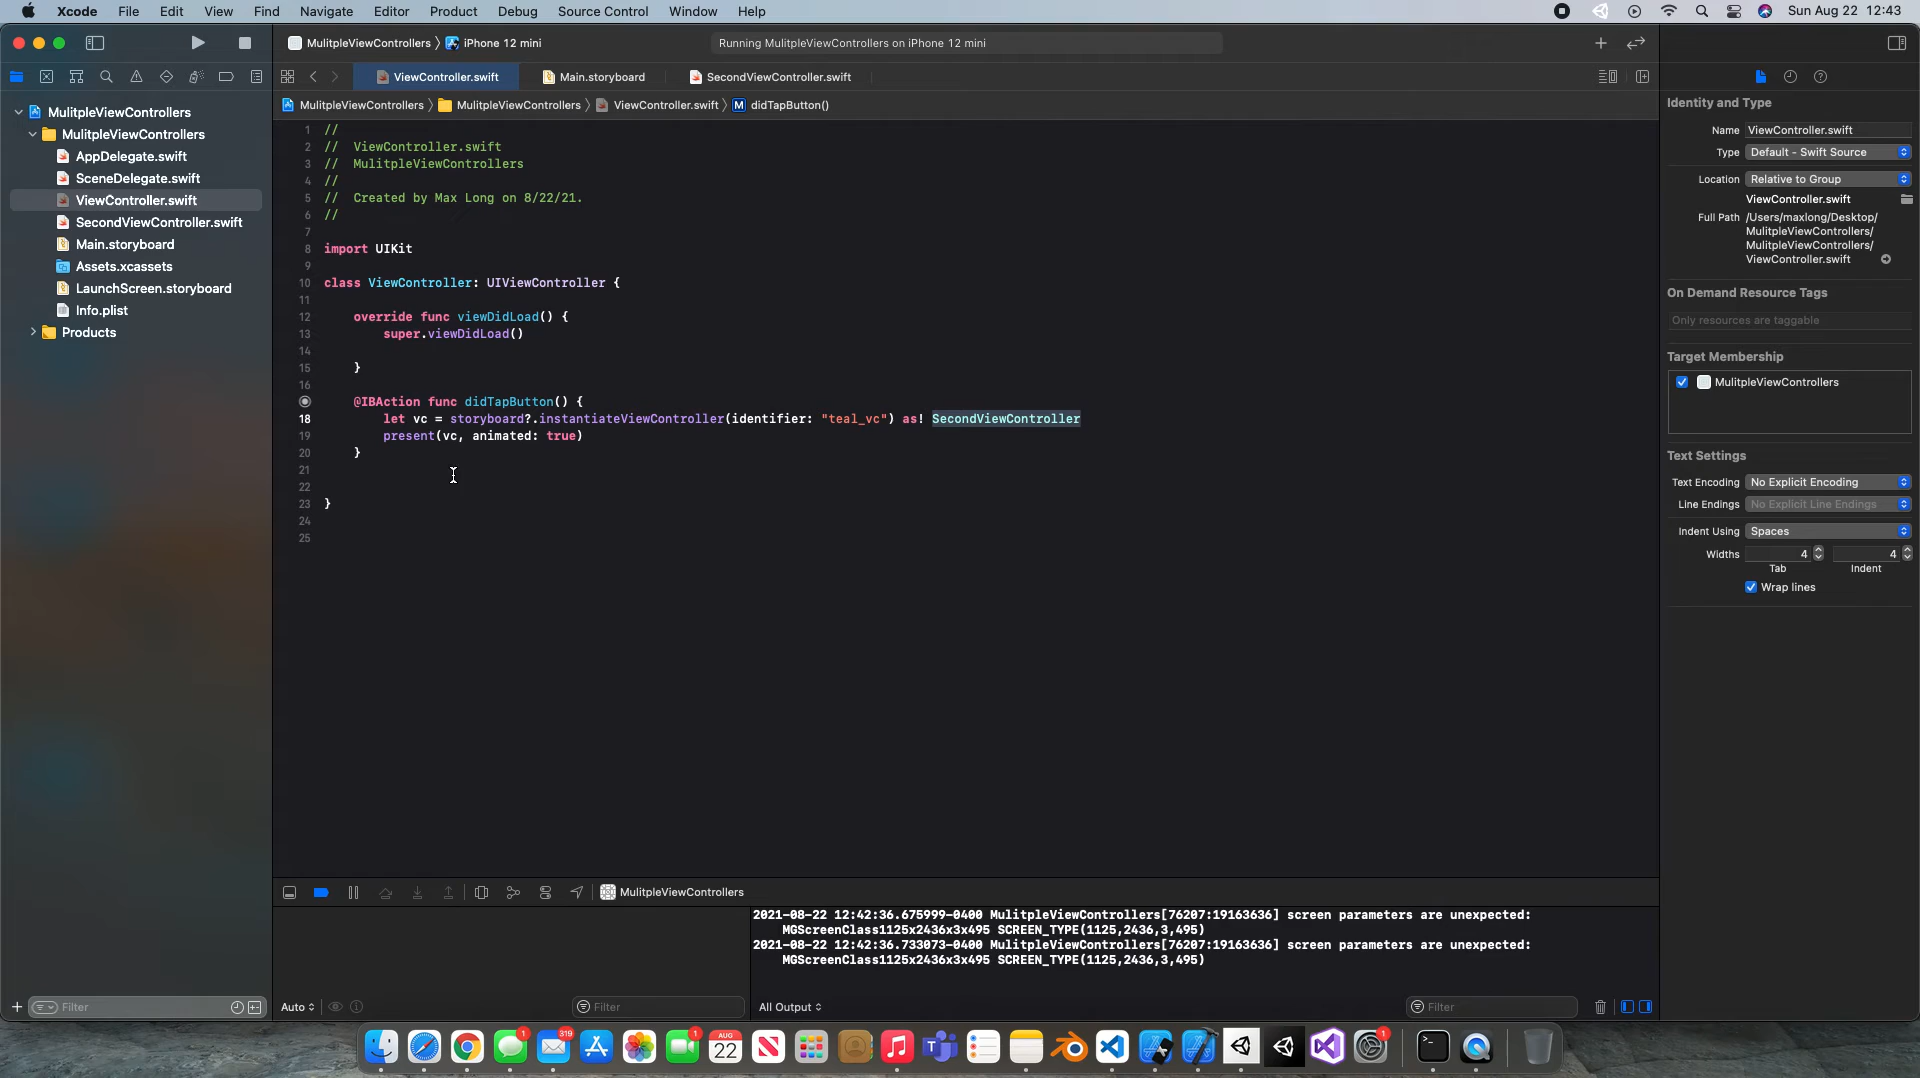 Xcode File Edit View Find Navigate Editor Product Debug Source Control Window Help Sun Aug 22 12:43
MulitpleViewControllers iPhone 12 mini Running MulitpleViewControllers on iPhone 12 mini
ViewController.swift Main.storyboard SecondViewController.swift
MulitpleViewControllers MulitpleViewControllers ViewController.swift M didTapButton()
MulitpleViewControllers
MulitpleViewControllers
AppDelegate.swift
SceneDelegate.swift
ViewController.swift
SecondViewController.swift
Main.storyboard
Assets.xcassets
LaunchScreen.storyboard
Info.plist
Products
Filter
1 //
2 // ViewController.swift
3 // MulitpleViewControllers
4 //
5 // Created by Max Long on 8/22/21.
6 //
7
8 import UIKit
9
10 class ViewController: UIViewController {
11
12 override func viewDidLoad() {
13 super.viewDidLoad()
14
15 }
16
@IBAction func didTapButton() {
18 let vc = storyboard?.instantiateViewController(identifier: "teal_vc") as! SecondViewController
19 present(vc, animated: true)
20 }
21
22
23 }
24
25
MulitpleViewControllers
2021-08-22 12:42:36.675999-0400 MulitpleViewControllers[76207:19163636] screen parameters are unexpected:
MGScreenClass1125x2436x3x495 SCREEN_TYPE(1125,2436,3,495)
2021-08-22 12:42:36.733073-0400 MulitpleViewControllers[76207:19163636] screen parameters are unexpected:
MGScreenClass1125x2436x3x495 SCREEN_TYPE(1125,2436,3,495)
Auto Filter All Output Filter
Identity and Type
Name ViewController.swift
Type Default - Swift Source
Location Relative to Group
ViewController.swift
Full Path /Users/maxlong/Desktop/
MulitpleViewControllers/
MulitpleViewControllers/
ViewController.swift
On Demand Resource Tags
Only resources are taggable
Target Membership
MulitpleViewControllers
Text Settings
Text Encoding No Explicit Encoding
Line Endings No Explicit Line Endings
Indent Using Spaces
Widths 4 4
Tab Indent
Wrap lines
1 319 1 AUG 22 1